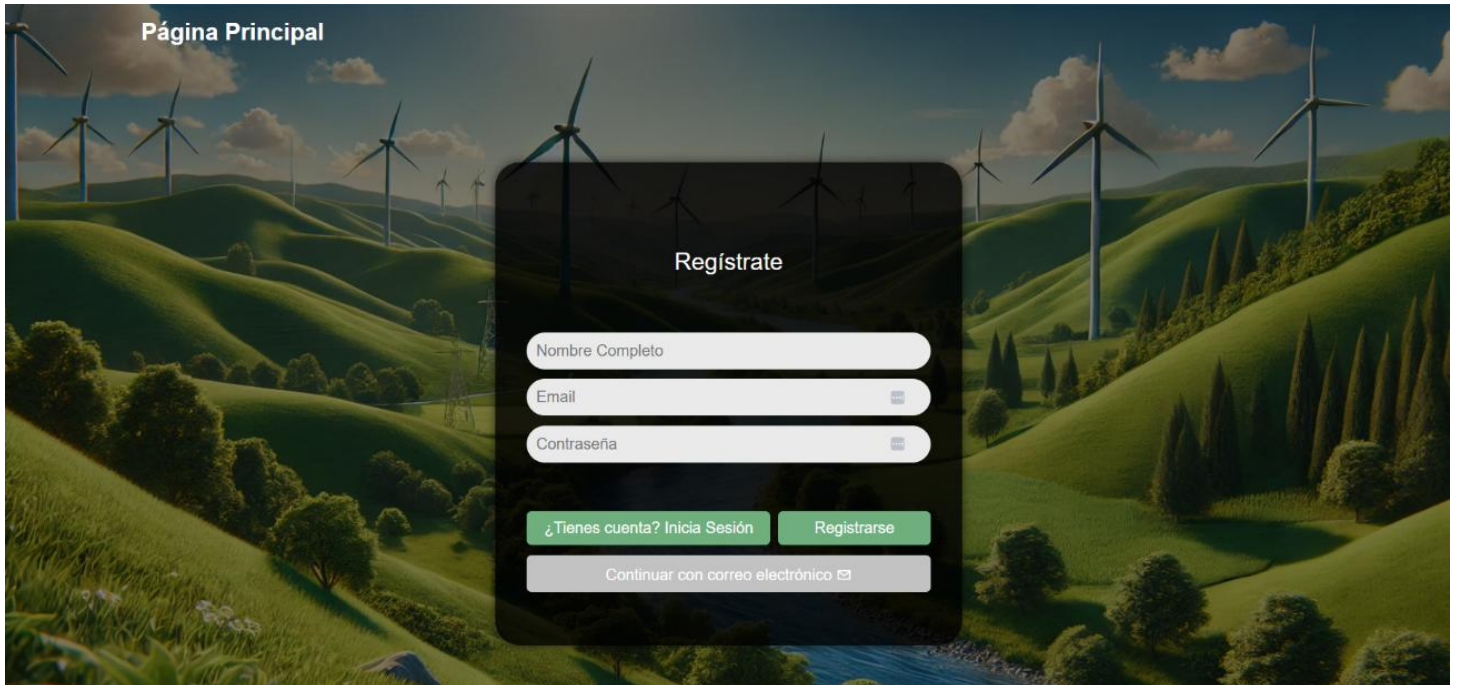 Página Principal
Regístrate
Nombre Completo
Email
Contraseña
¿Tienes cuenta? Inicia Sesión Registrarse
Continuar con correo electrónico